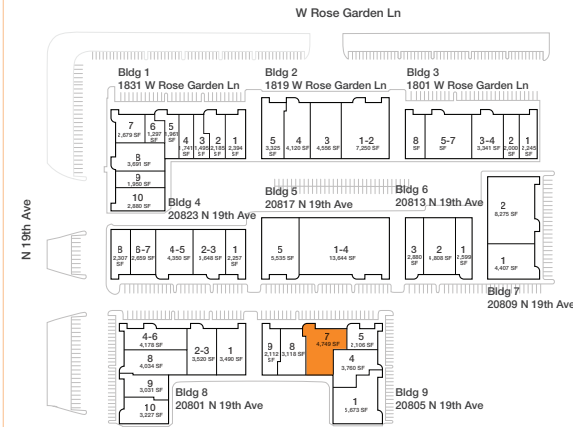 W Rose Garden Ln
N 19th Ave
Bldg 1
1831 W Rose Garden Ln
Bldg 2
1819 W Rose Garden Ln
Bldg 3
1801 W Rose Garden Ln
7
2,679 SF
6
1,297 SF
5
1,961 SF
4
1,741 SF
3
1,495 SF
2
2,185 SF
1
2,394 SF
8
3,691 SF
9
1,950 SF
10
2,880 SF
5
3,325 SF
4
4,120 SF
3
4,556 SF
1-2
7,250 SF
8
SF
5-7
SF
3-4
3,341 SF
2
2,000 SF
1
2,245 SF
Bldg 4
20823 N 19th Ave
Bldg 5
20817 N 19th Ave
Bldg 6
20813 N 19th Ave
2
8,275 SF
1
4,407 SF
Bldg 7
20809 N 19th Ave
8
2,307 SF
6-7
2,659 SF
4-5
4,350 SF
2-3
3,648 SF
1
2,257 SF
5
5,535 SF
1-4
13,644 SF
3
2,880 SF
2
4,808 SF
1
2,599 SF
4-6
4,178 SF
8
4,034 SF
9
3,031 SF
10
3,227 SF
2-3
3,520 SF
1
3,490 SF
Bldg 8
20801 N 19th Ave
9
2,112 SF
8
3,118 SF
7
4,749 SF
5
2,106 SF
4
3,760 SF
1
5,673 SF
Bldg 9
20805 N 19th Ave